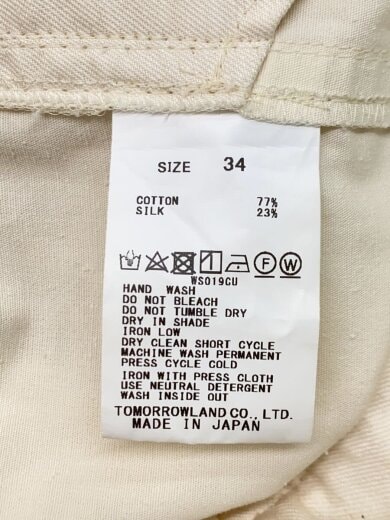 SIZE 34
COTTON 77%
SILK 23%
F W
WS019GU
HAND WASH
DO NOT BLEACH
DO NOT TUMBLE DRY
DRY IN SHADE
IRON LOW
DRY CLEAN SHORT CYCLE
MACHINE WASH PERMANENT
PRESS CYCLE COLD
IRON WITH PRESS CLOTH
USE NEUTRAL DETERGENT
WASH INSIDE OUT
TOMORROWLAND CO., LTD.
MADE IN JAPAN